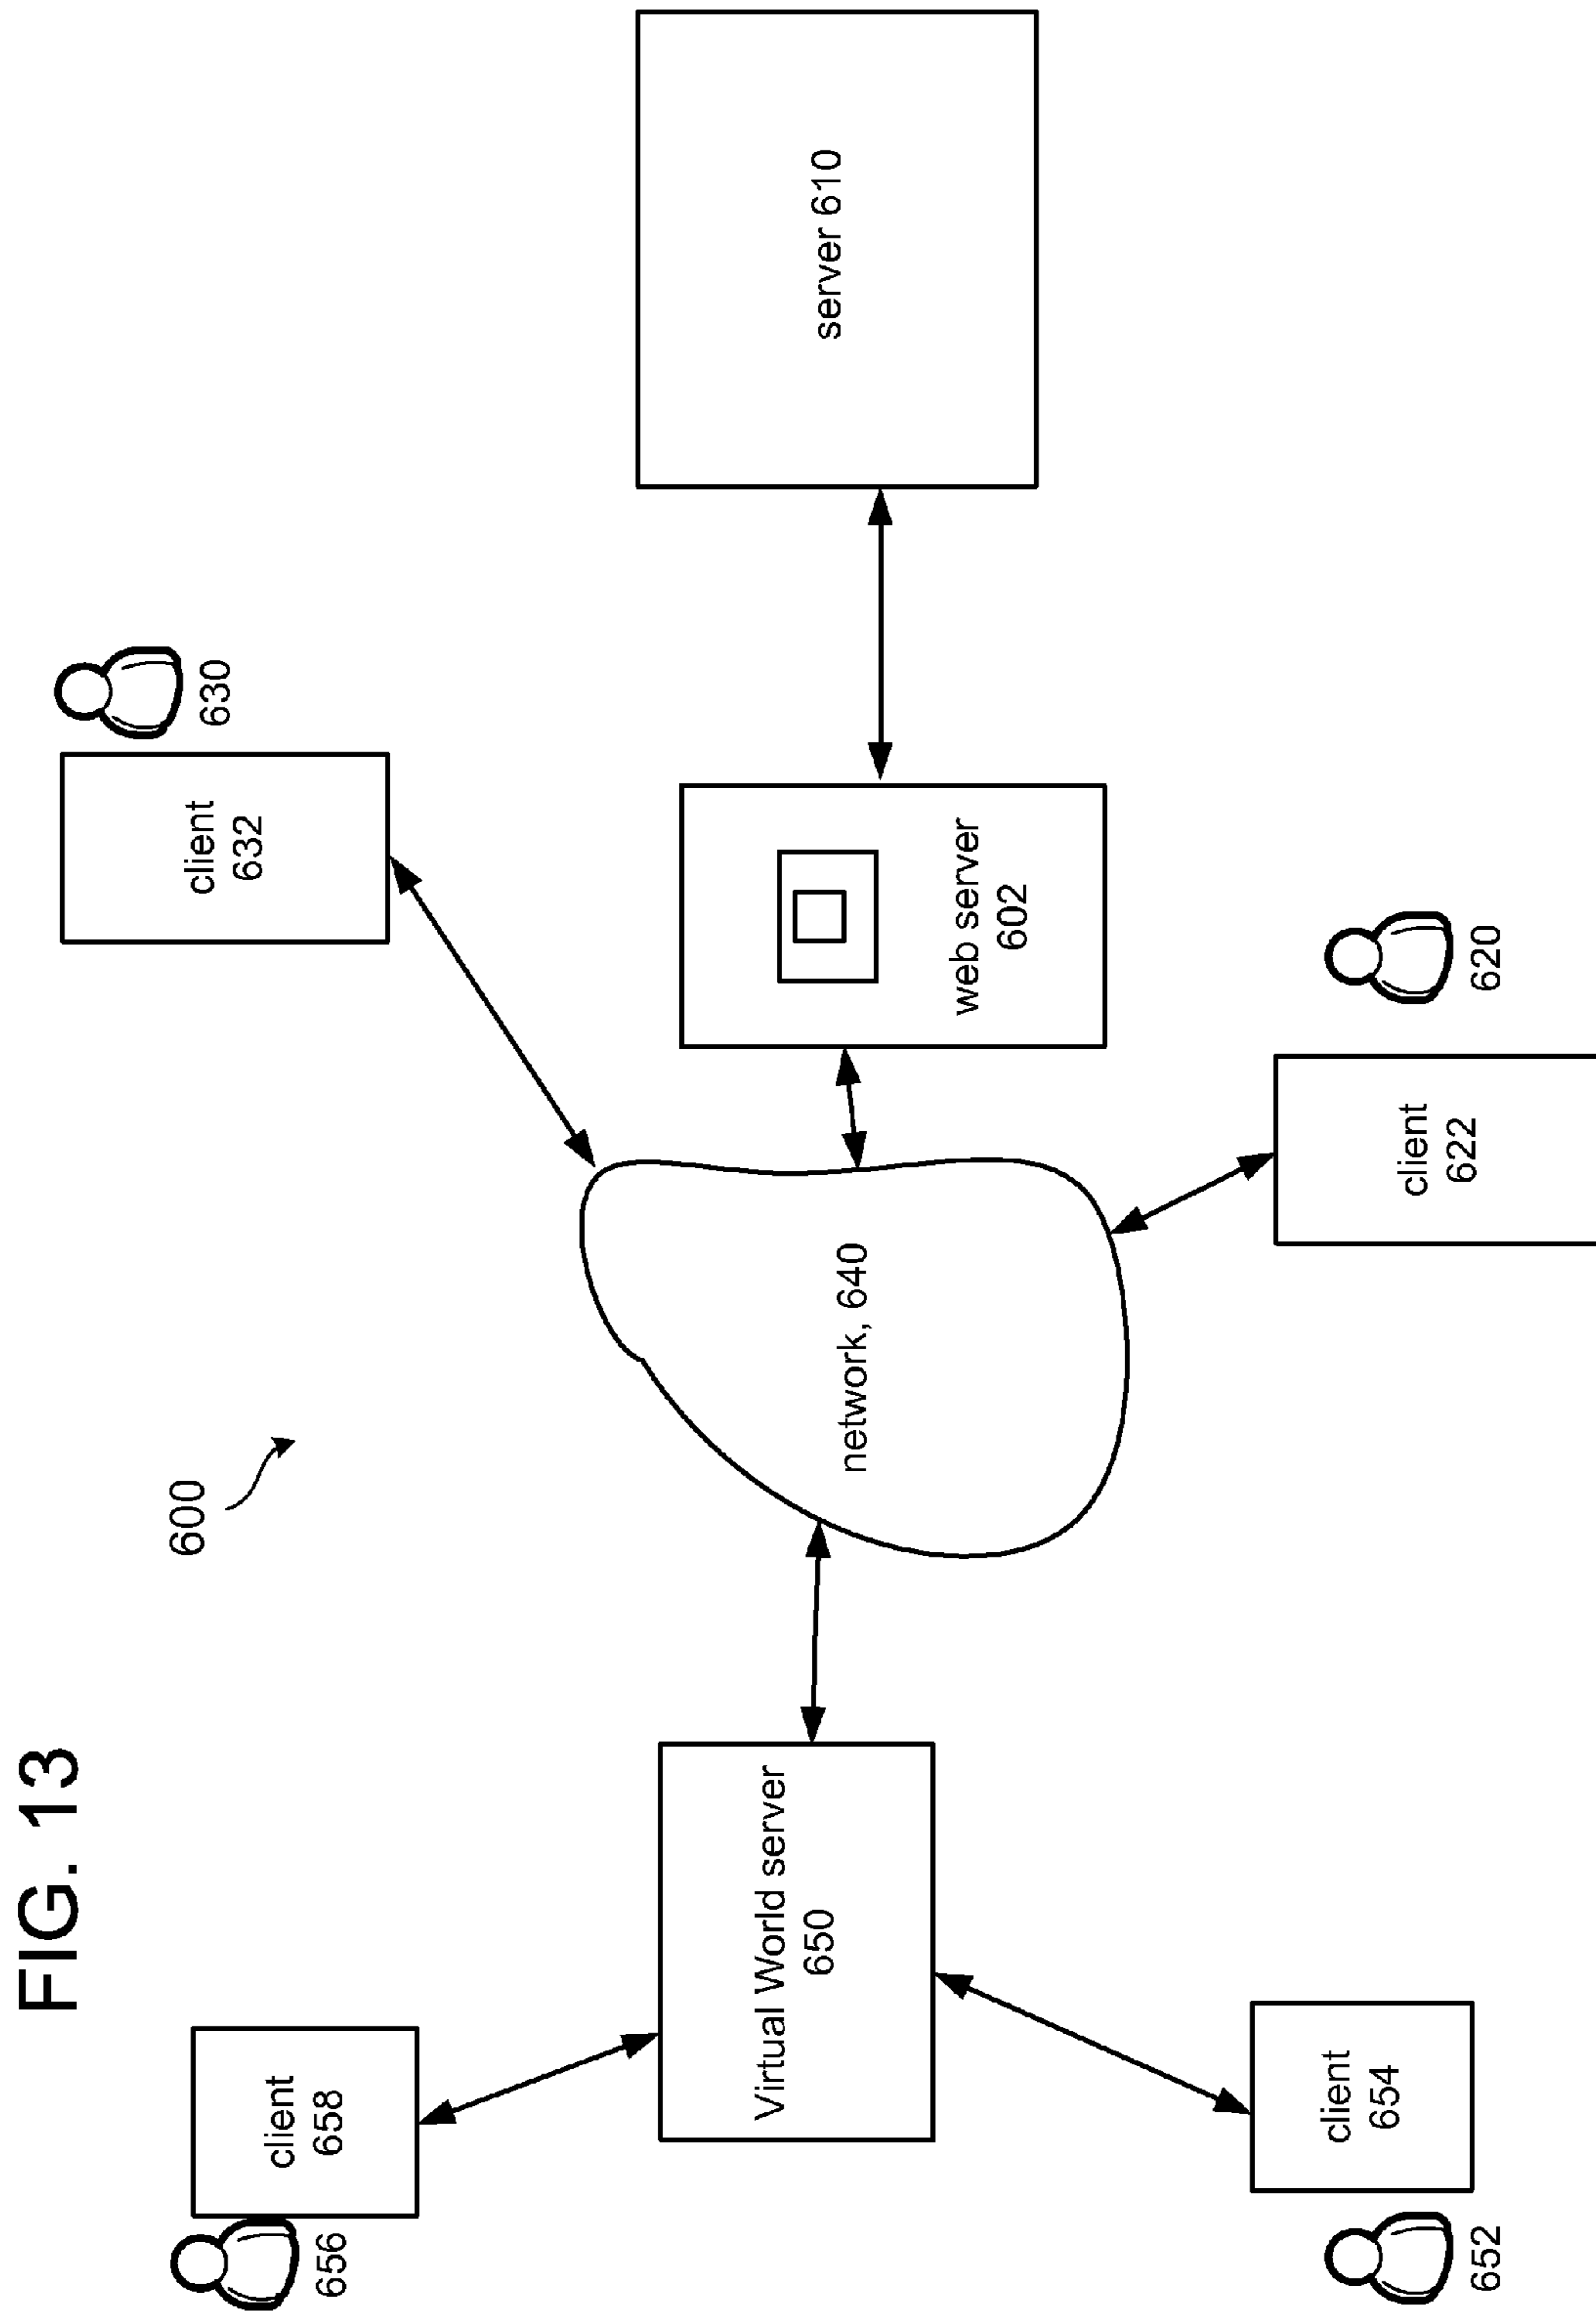 FIG. 13
600
656
client
658
client
632
630
Virtual World server
650
network, 640
web server
602
server 610
652
client
654
client
622
620